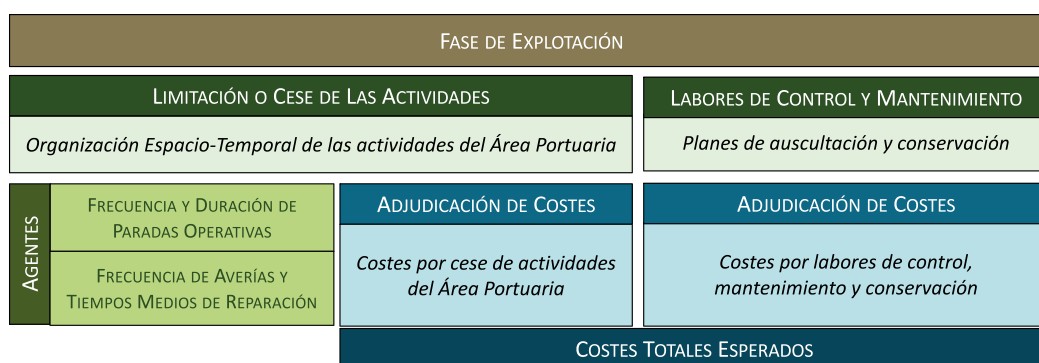 FASE DE EXPLOTACIÓN
LIMITACIÓN O CESE DE LAS ACTIVIDADES
Organización Espacio-Temporal de las actividades del Área Portuaria
LABORES DE CONTROL Y MANTENIMIENTO
Planes de auscultación y conservación
AGENTES
FRECUENCIA Y DURACIÓN DE
PARADAS OPERATIVAS
FRECUENCIA DE AVERÍAS Y
TIEMPOS MEDIOS DE REPARACIÓN
ADJUDICACIÓN DE COSTES
Costes por cese de actividades
del Área Portuaria
ADJUDICACIÓN DE COSTES
Costes por labores de control,
mantenimiento y conservación
COSTES TOTALES ESPERADOS